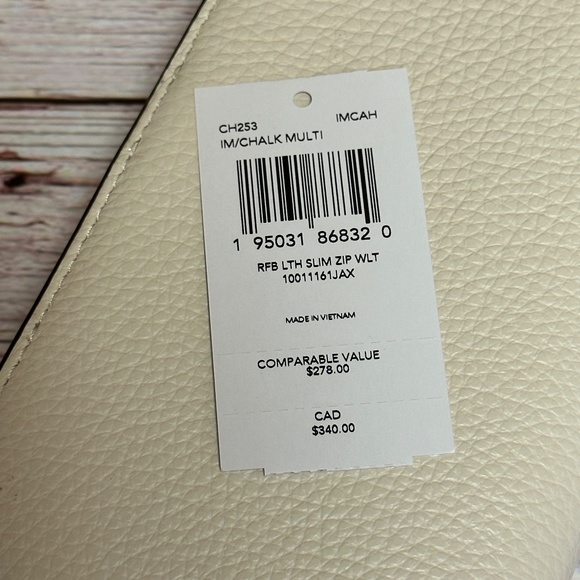 CH253 IMCAH
IM/CHALK MULTI
1 95031 86832 0
RFB LTH SLIM ZIP WLT
10011161JAX
MADE IN VIETNAM
COMPARABLE VALUE
$278.00
CAD
$340.00